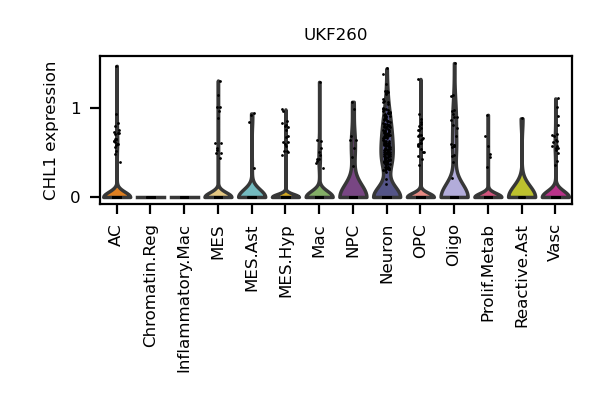 UKF260
CHL1 expression
1
0
AC
Chromatin.Reg
Inflammatory.Mac
MES
MES.Ast
MES.Hyp
Mac
NPC
Neuron
OPC
Oligo
Prolif.Metab
Reactive.Ast
Vasc